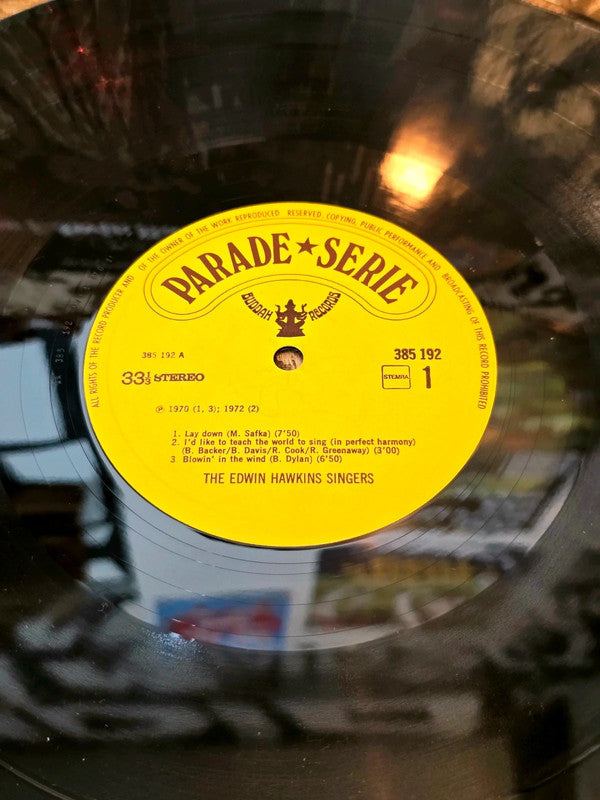 ALL RIGHTS OF THE RECORD PRODUCER AND OF THE OWNER OF THE WORK REPRODUCED RESERVED. COPYING, PUBLIC PERFORMANCE AND BROADCASTING OF THIS RECORD PROHIBITED
PARADE★SERIE
BUDDAH RECORDS
385 192 A
385 192
33⅓ STEREO
STEMRA
1
℗ 1970 (1, 3); 1972 (2)
1. Lay down (M. Safka) (7'50)
2. I'd like to teach the world to sing (in perfect harmony)
(B. Backer/B. Davis/R. Cook/R. Greenaway) (3'00)
3. Blowin' in the wind (B. Dylan) (6'50)
THE EDWIN HAWKINS SINGERS